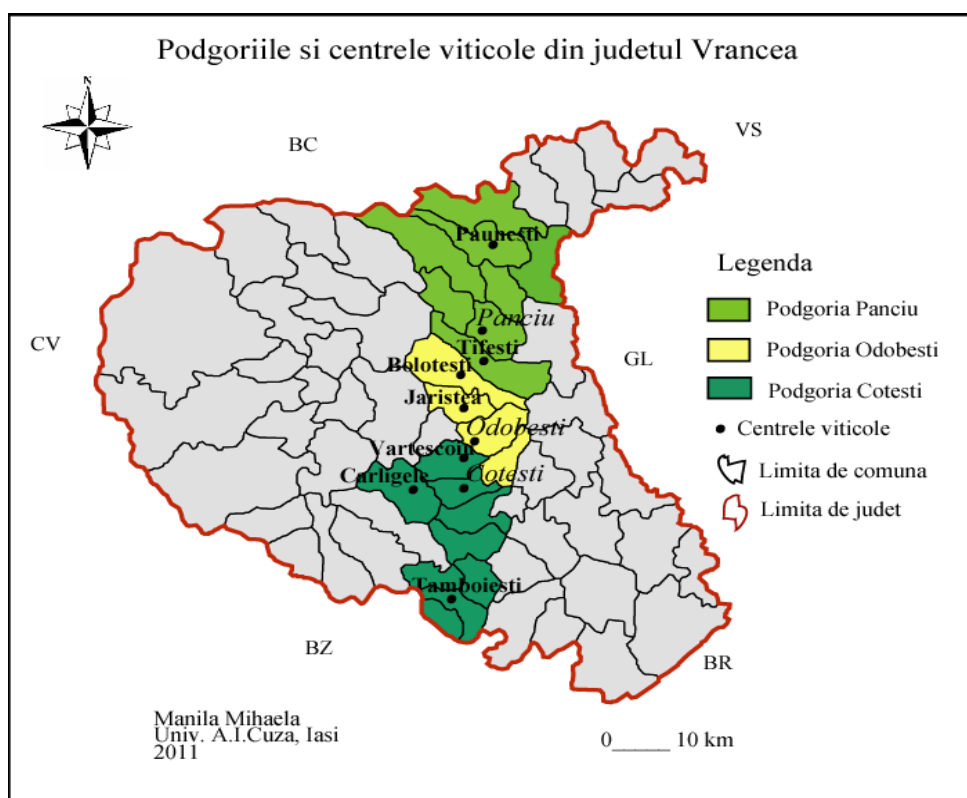 Podgoriile si centrele viticole din judetul Vrancea
N
VS
BC
Paunesti
Legenda
Podgoria Panciu
Panciu
CV
Tifesti
GL
Podgoria Odobesti
Bolotesti
Jaristea
Podgoria Cotesti
Odobesti
Centrele viticole
Vartescoiu
Carligele
Cotesti
Limita de comuna
Limita de judet
Tamboiesti
BZ
BR
Manila Mihaela
Univ. A.I.Cuza, Iasi
2011
0_____ 10 km